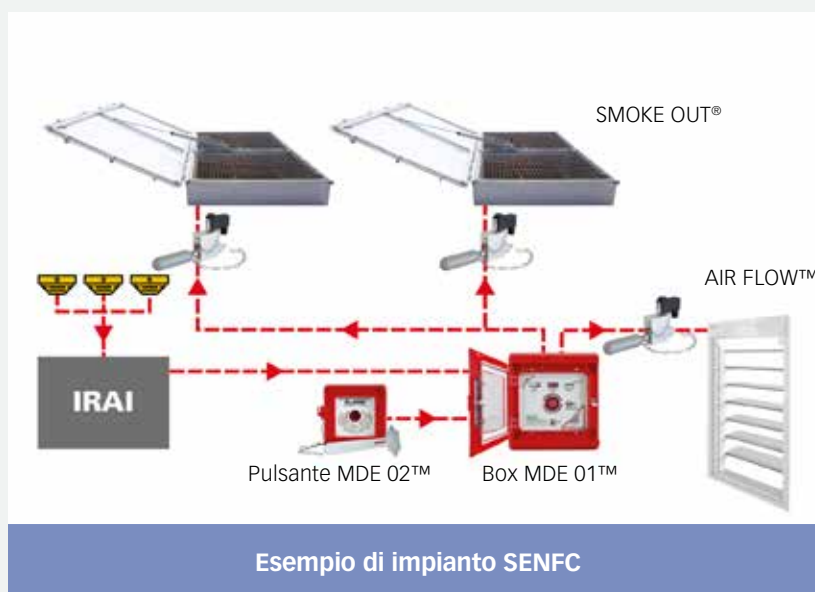 SMOKE OUT®
AIR FLOW™
IRAI
Pulsante MDE 02™
Box MDE 01™
Esempio di impianto SENFC